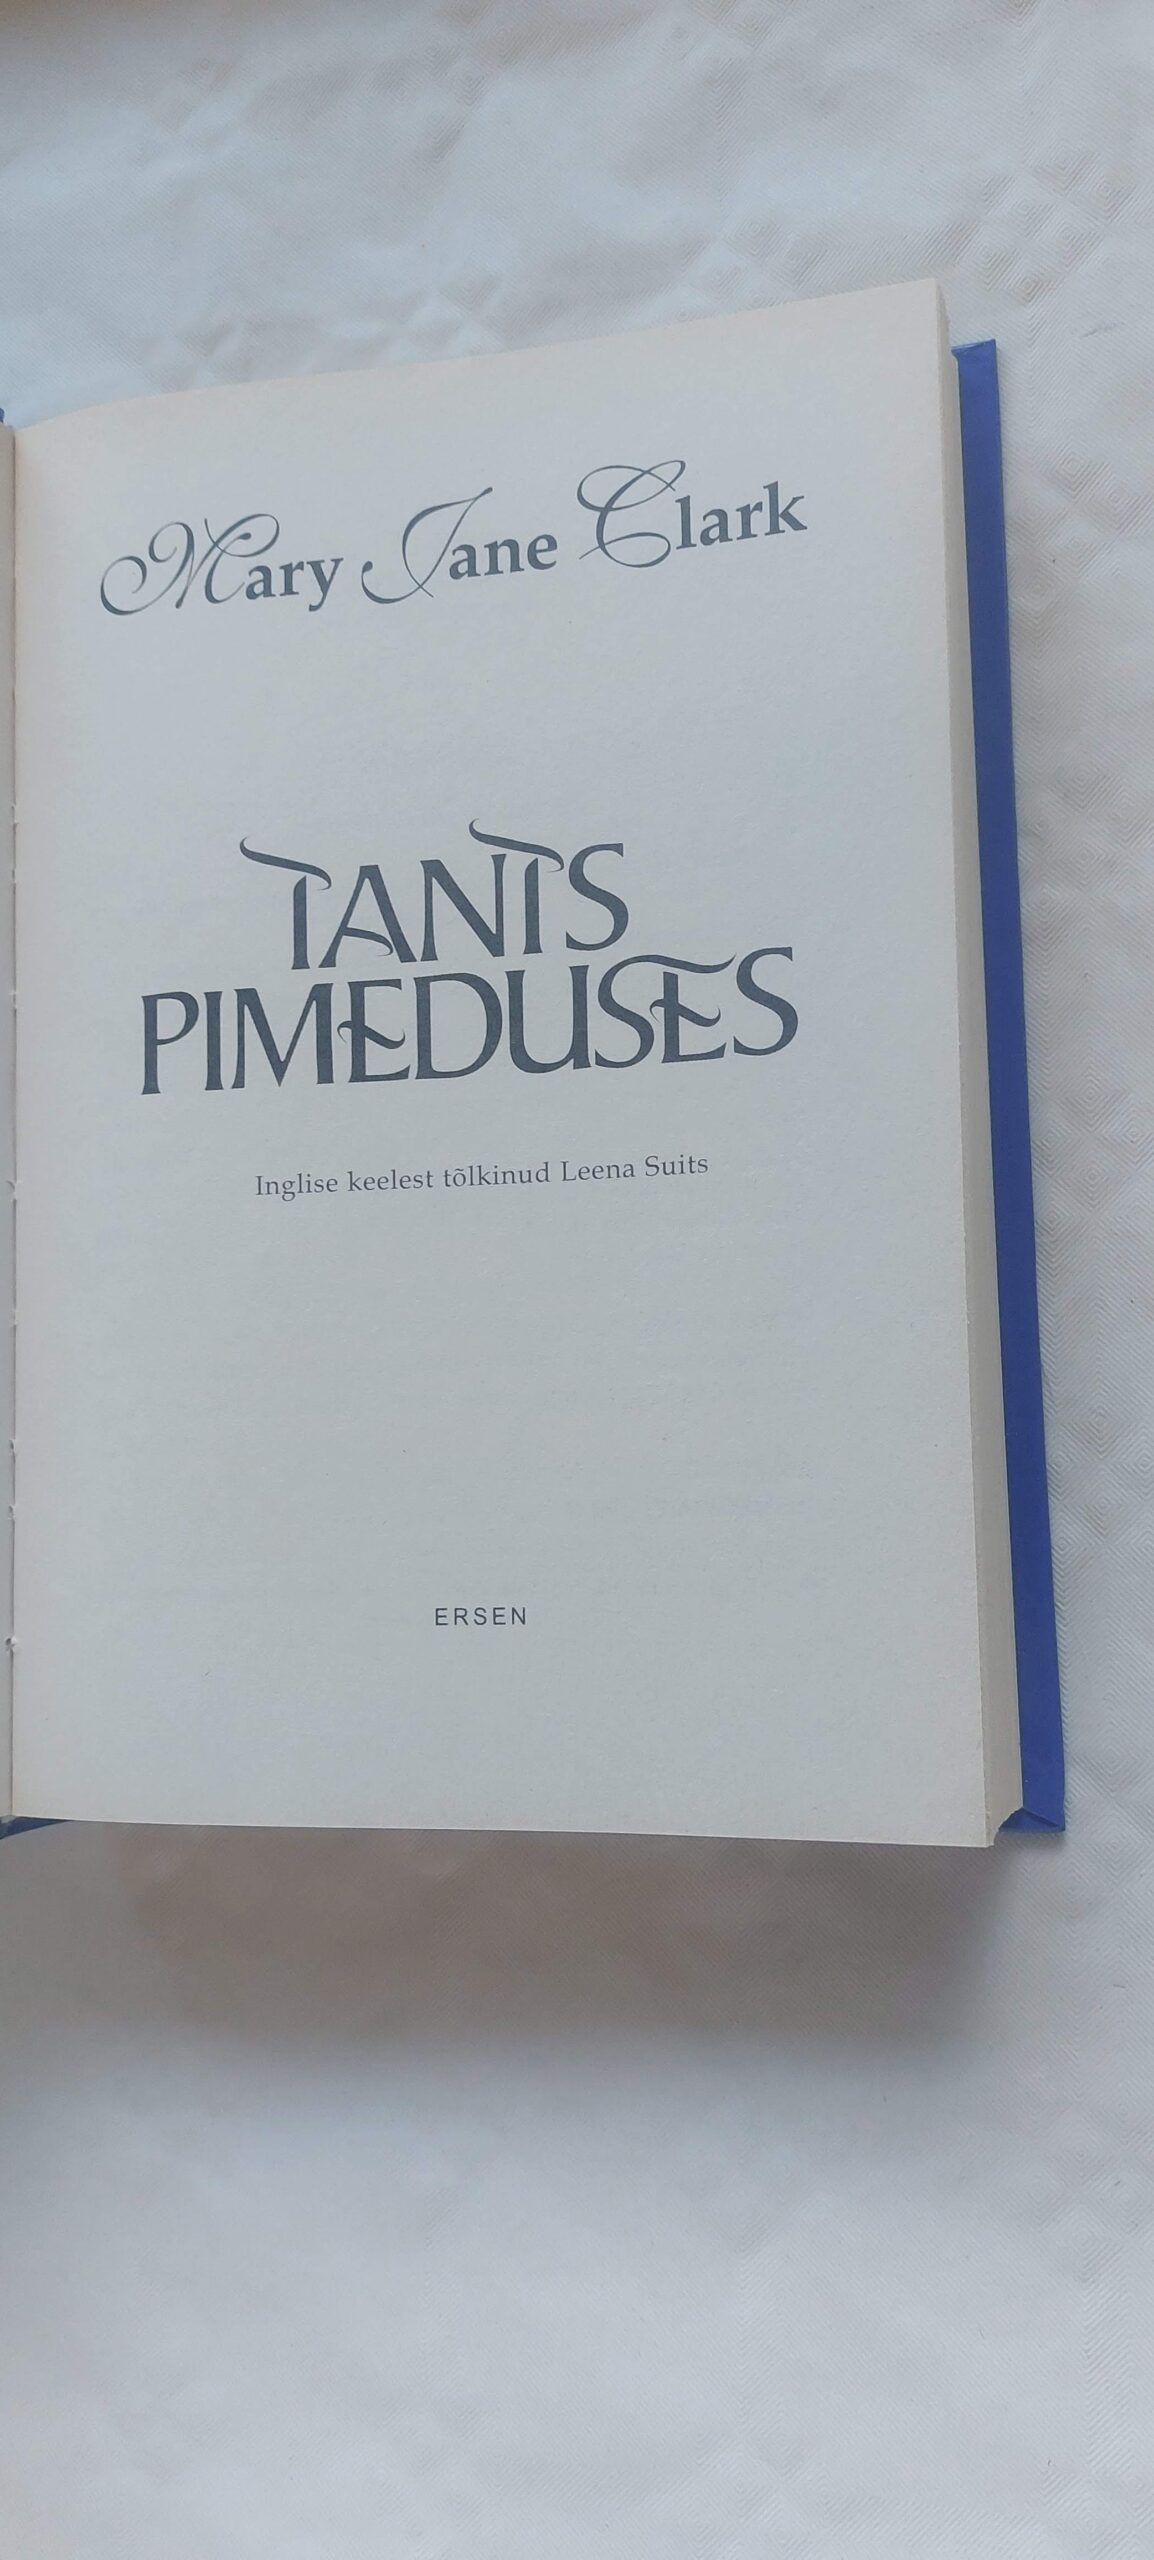 Mary Jane Clark
TANTS
PIMEDUSES
Inglise keelest tõlkinud Leena Suits
ERSEN